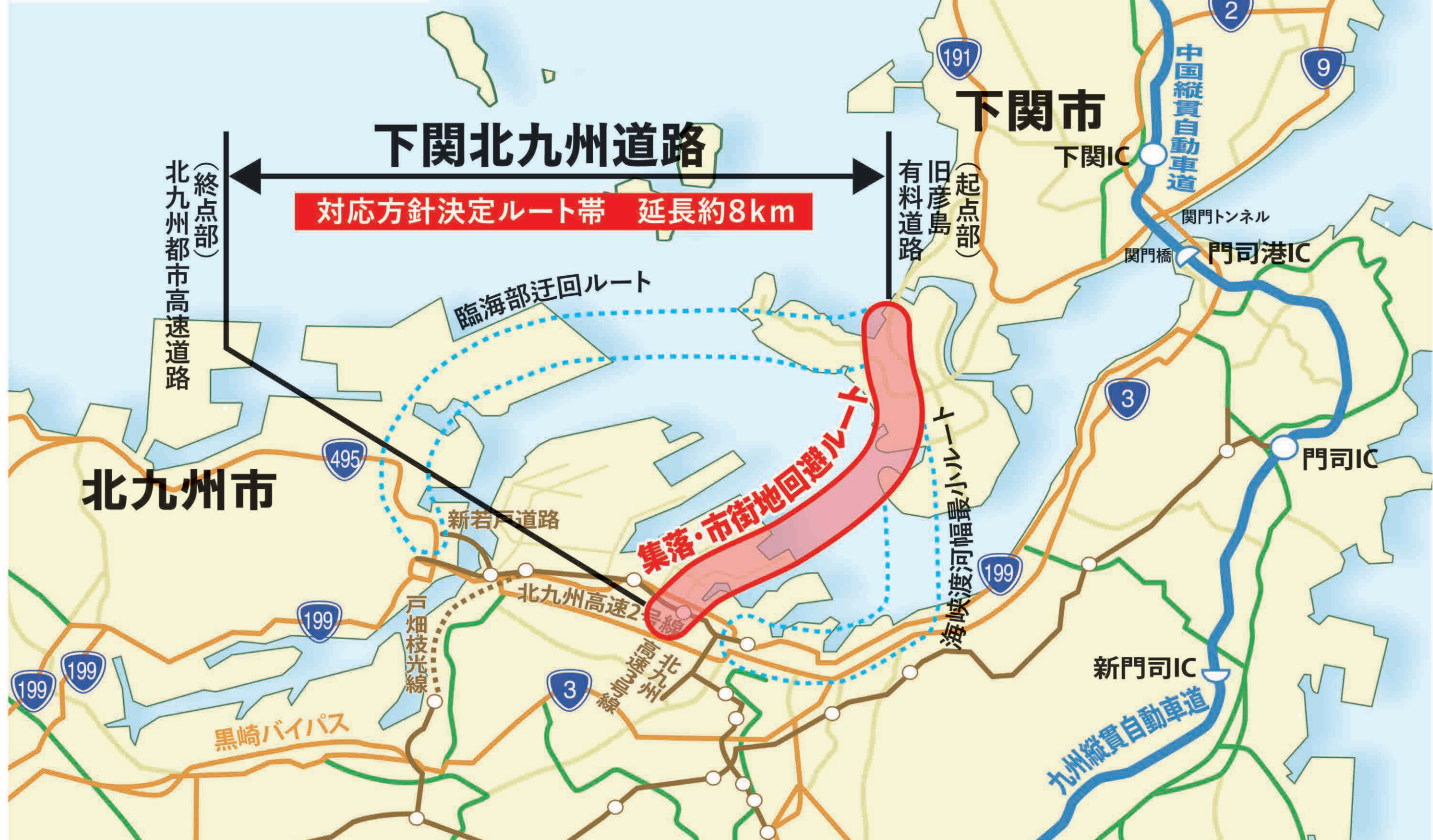 2
191
9
中国縦貫自動車道
下関市
下関IC
下関北九州道路
対応方針決定ルート帯　延長約8km
(起点部)
旧彦島
有料道路
(終点部)
北九州都市高速道路
関門トンネル
関門橋
門司港IC
臨海部迂回ルート
集落・市街地回避ルート
海峡渡河幅最小ルート
3
495
北九州市
門司IC
新若戸道路
北九州高速2号線
199
199
戸畑枝光線
北九州
高速3号線
199
199
3
新門司IC
黒崎バイパス
九州縦貫自動車道